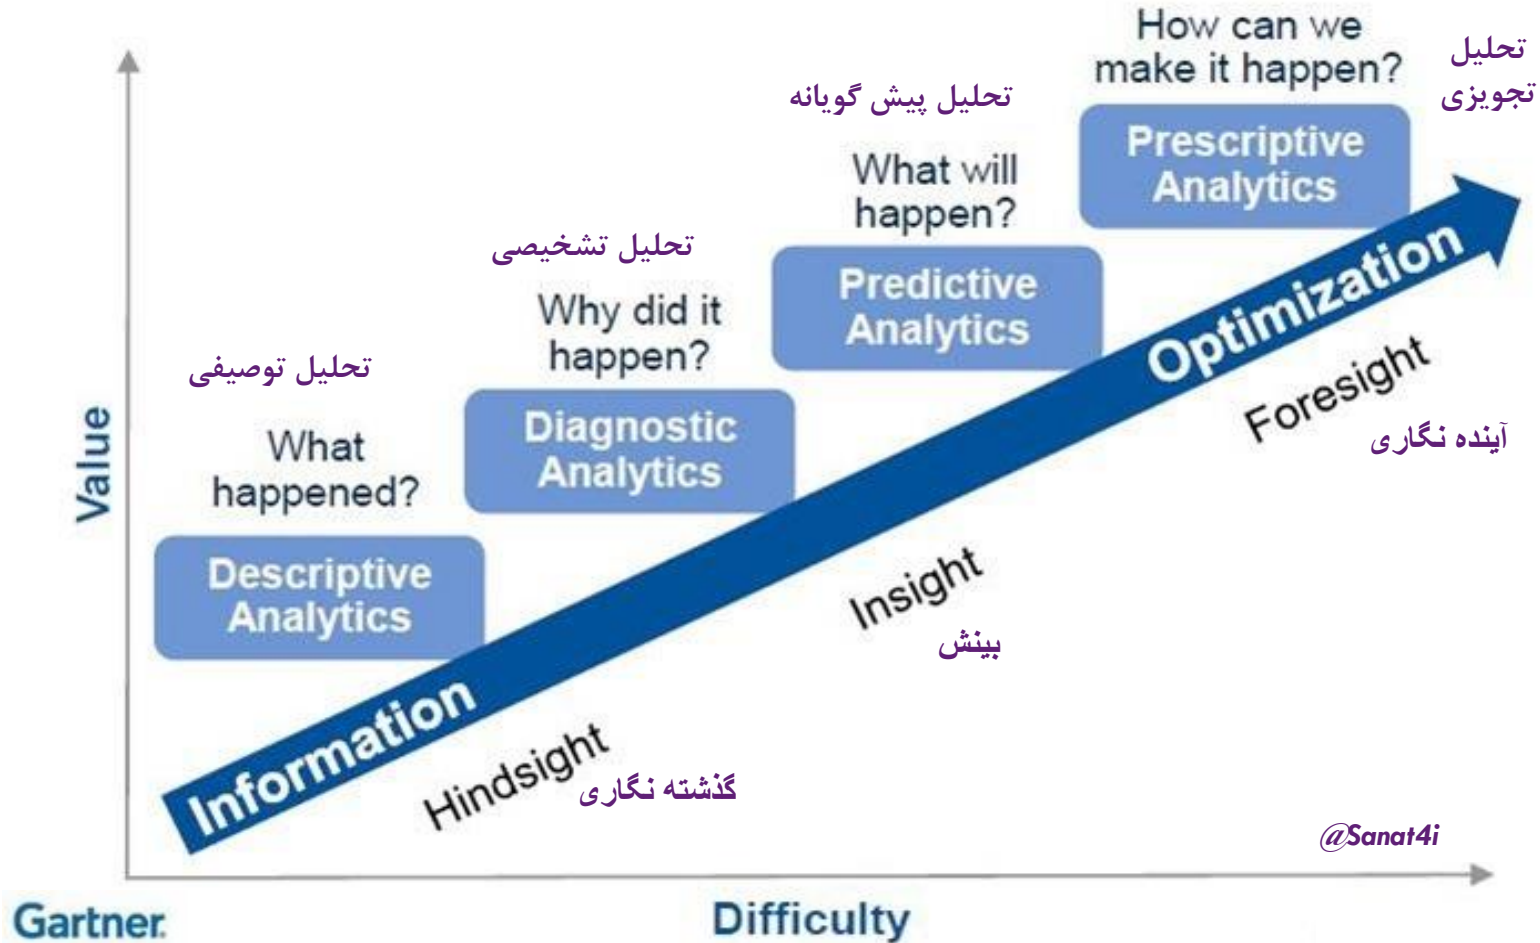 How can we
make it happen?
تحلیل
تجویزی
Prescriptive
Analytics
تحلیل پیش گویانه
What will
happen?
Predictive
Analytics
تحلیل تشخیصی
Why did it
happen?
Diagnostic
Analytics
تحلیل توصیفی
What
happened?
Descriptive
Analytics
Value
Information
Optimization
Hindsight
گذشته نگاری
Insight
بینش
Foresight
آینده نگاری
@Sanat4i
Gartner.
Difficulty